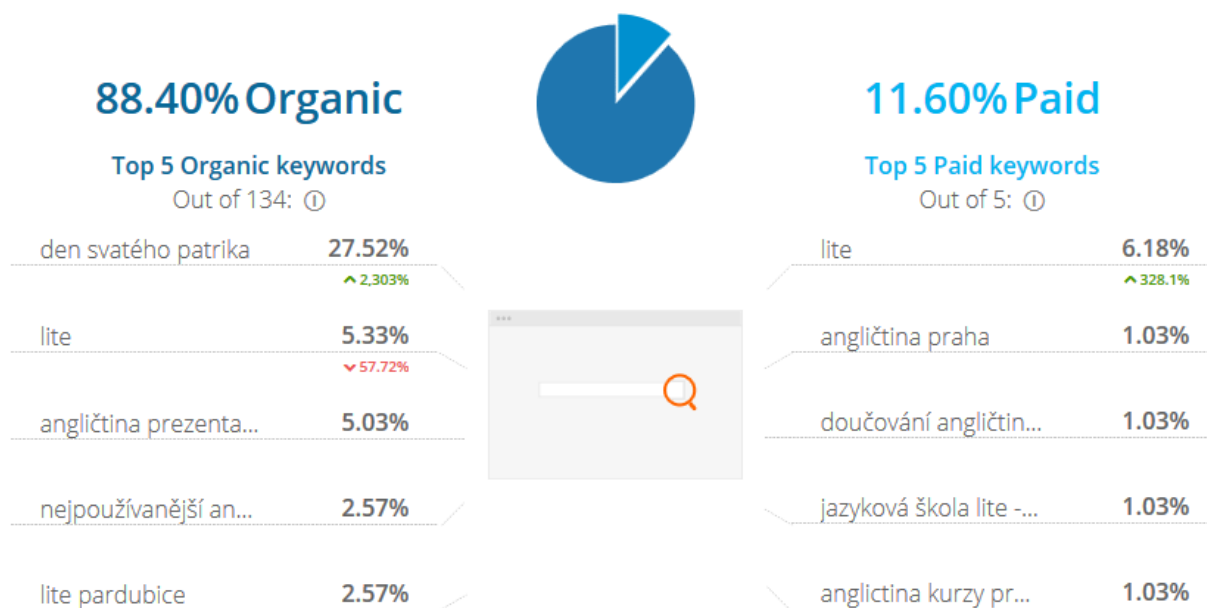 88.40% Organic
Top 5 Organic keywords
Out of 134:
den svatého patrika 27.52%
2,303%
lite 5.33%
57.72%
angličtina prezenta... 5.03%
nejpoužívanější an... 2.57%
lite pardubice 2.57%
11.60% Paid
Top 5 Paid keywords
Out of 5:
lite 6.18%
328.1%
angličtina praha 1.03%
doučování angličtin... 1.03%
jazyková škola lite -... 1.03%
anglictina kurzy pr... 1.03%